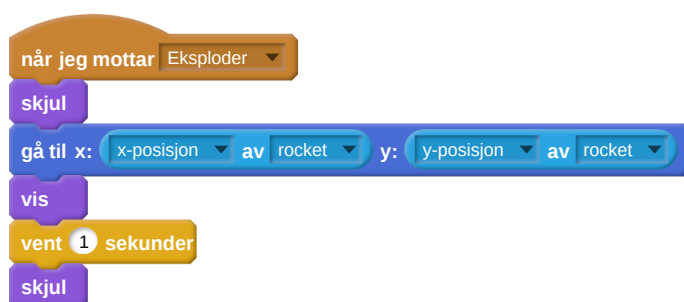 når jeg mottar Eksploder
skjul
gå til x: x-posisjon av rocket y: y-posisjon av rocket
vis
vent 1 sekunder
skjul